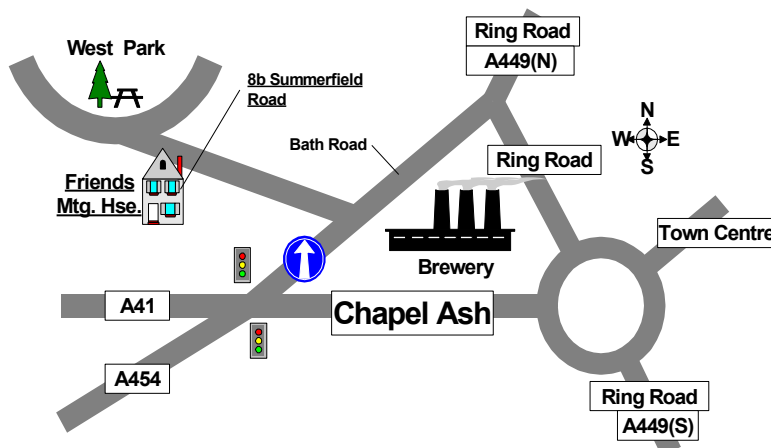 Ring Road
A449(N)
West Park
8b Summerfield
Road
Bath Road
N
W E
S
Ring Road
Friends
Mtg. Hse.
Town Centre
Brewery
A41
Chapel Ash
A454
Ring Road
A449(S)